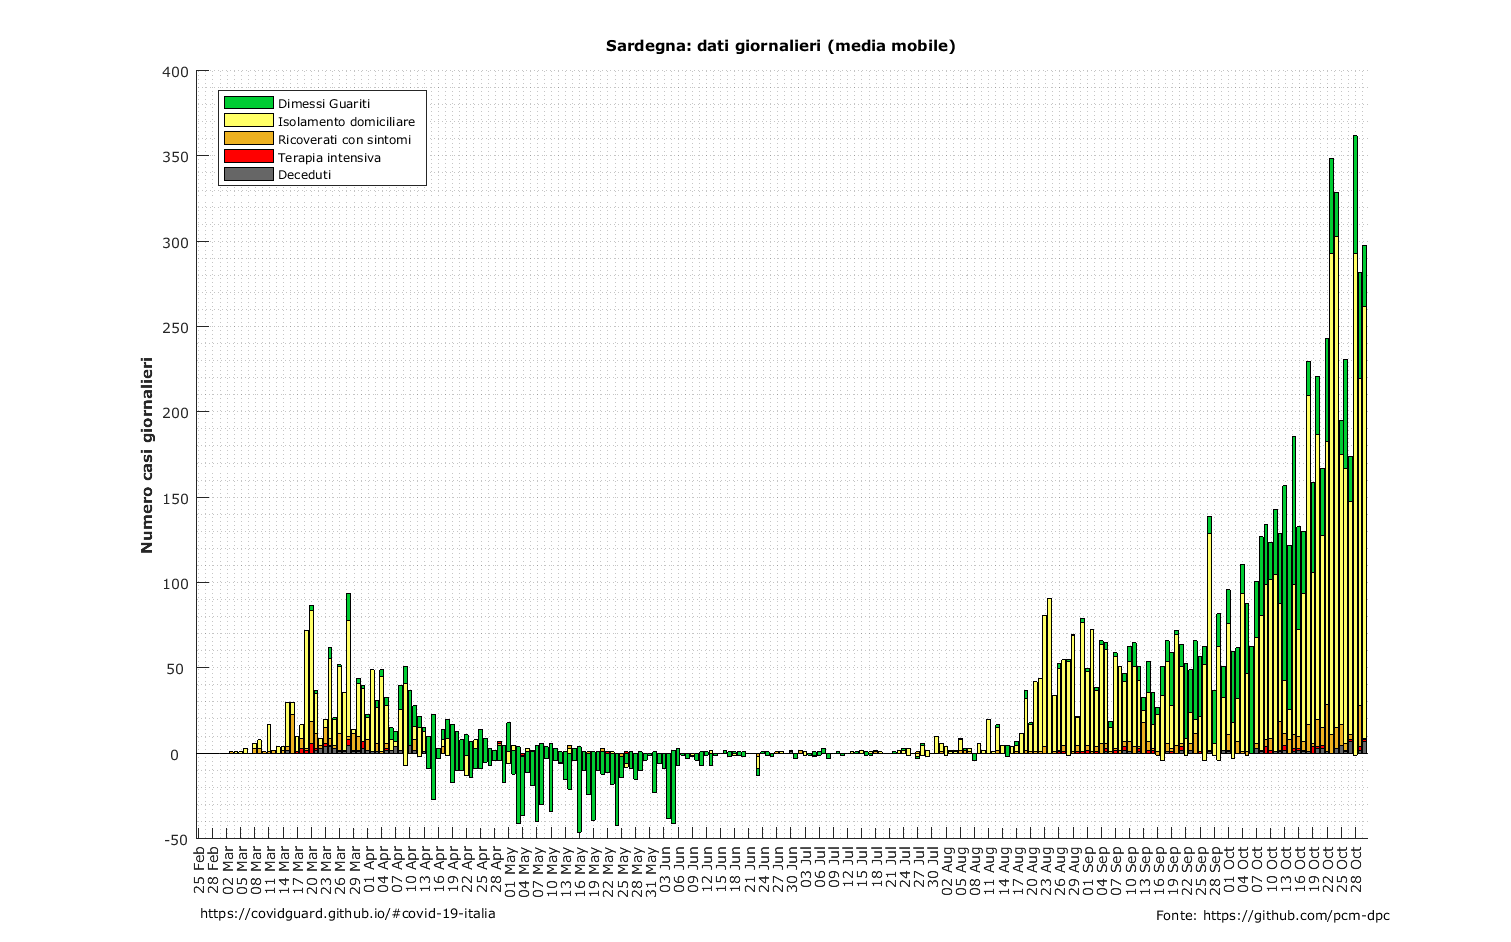 Sardegna: dati giornalieri (media mobile)
400
350
300
250
200
150
100
50
0
-50
Numero casi giornalieri
Dimessi Guariti
Isolamento domiciliare
Ricoverati con sintomi
Terapia intensiva
Deceduti
25 Feb
28 Feb
02 Mar
05 Mar
08 Mar
11 Mar
14 Mar
17 Mar
20 Mar
23 Mar
26 Mar
29 Mar
01 Apr
04 Apr
07 Apr
10 Apr
13 Apr
16 Apr
19 Apr
22 Apr
25 Apr
28 Apr
01 May
04 May
07 May
10 May
13 May
16 May
19 May
22 May
25 May
28 May
31 May
03 Jun
06 Jun
09 Jun
12 Jun
15 Jun
18 Jun
21 Jun
24 Jun
27 Jun
30 Jun
03 Jul
06 Jul
09 Jul
12 Jul
15 Jul
18 Jul
21 Jul
24 Jul
27 Jul
30 Jul
02 Aug
05 Aug
08 Aug
11 Aug
14 Aug
17 Aug
20 Aug
23 Aug
26 Aug
29 Aug
01 Sep
04 Sep
07 Sep
10 Sep
13 Sep
16 Sep
19 Sep
22 Sep
25 Sep
28 Sep
01 Oct
04 Oct
07 Oct
10 Oct
13 Oct
16 Oct
19 Oct
22 Oct
25 Oct
28 Oct
https://covidguard.github.io/#covid-19-italia
Fonte: https://github.com/pcm-dpc